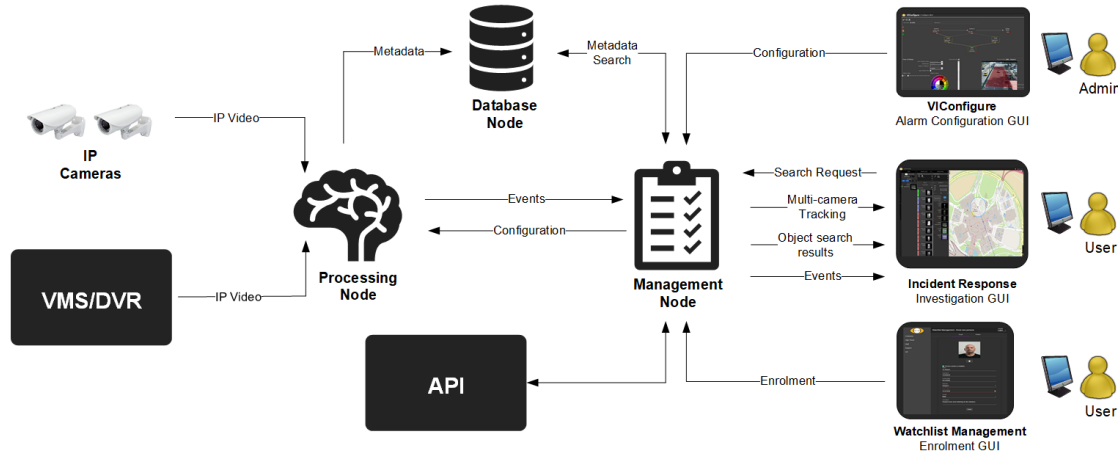 Metadata
Metadata
Search
Configuration
Database
Node
VIConfigure
Alarm Configuration GUI
Admin
IP Video
IP
Cameras
Search Request
Events
Multi-camera
Tracking
Configuration
Object search
results
User
Processing
Node
Management
Node
Events
Incident Response
Investigation GUI
VMS/DVR
IP Video
API
Enrolment
User
Watchlist Management
Enrolment GUI